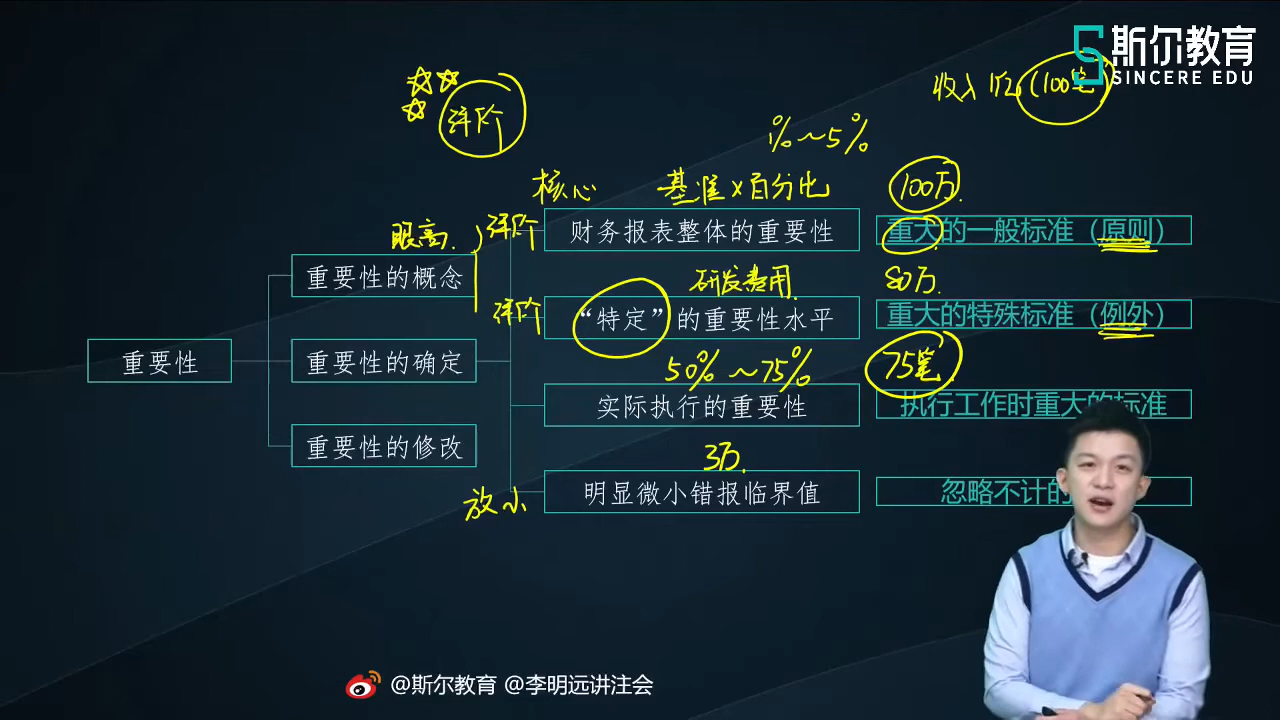 斯尔教育
SINCERE EDU
收入1亿(100笔
评价
1%~5%
核心 基准×百分比 100万.
评价 财务报表整体的重要性 重大的一般标准（原则）
眼高.
重要性的概念
研发费用. 80万.
评价 “特定”的重要性水平 重大的特殊标准（例外）
50%~75% 75笔.
重要性 重要性的确定
实际执行的重要性 执行工作时重大的标准
重要性的修改
3万.
放小 明显微小错报临界值 忽略不计的
@斯尔教育 @李明远讲注会